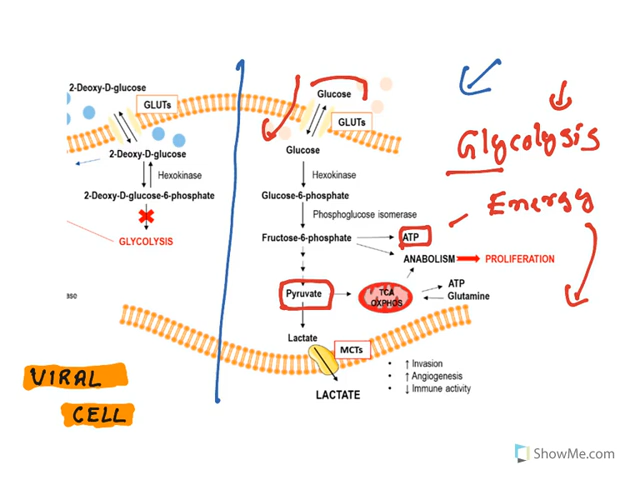 2-Deoxy-D-glucose
GLUTs
2-Deoxy-D-glucose
Hexokinase
2-Deoxy-D-glucose-6-phosphate
GLYCOLYSIS
ase
VIRAL
CELL
Glucose
GLUTs
Glucose
Hexokinase
Glucose-6-phosphate
Phosphoglucose isomerase
Fructose-6-phosphate
ATP
ANABOLISM
PROLIFERATION
Pyruvate
TCA
OXPHOS
ATP
Glutamine
Lactate
MCTs
LACTATE
• ↑ Invasion
• ↑ Angiogenesis
• ↓ Immune activity
Glycolysis
Energy
ShowMe.com